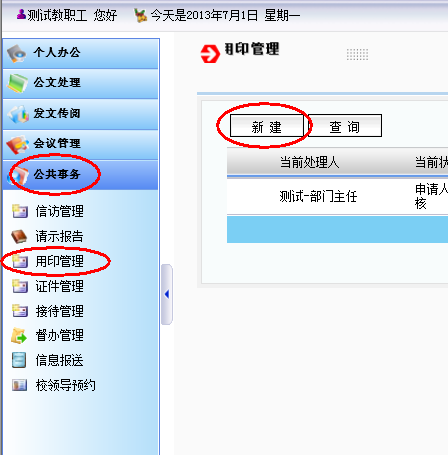 测试教职工 您好 今天是2013年7月1日 星期一
个人办公
公文处理
发文传阅
会议管理
公共事务
信访管理
请示报告
用印管理
证件管理
接待管理
督办管理
信息报送
校领导预约
用印管理
新 建 查 询
当前处理人 当前状
测试-部门主任 申请人
核